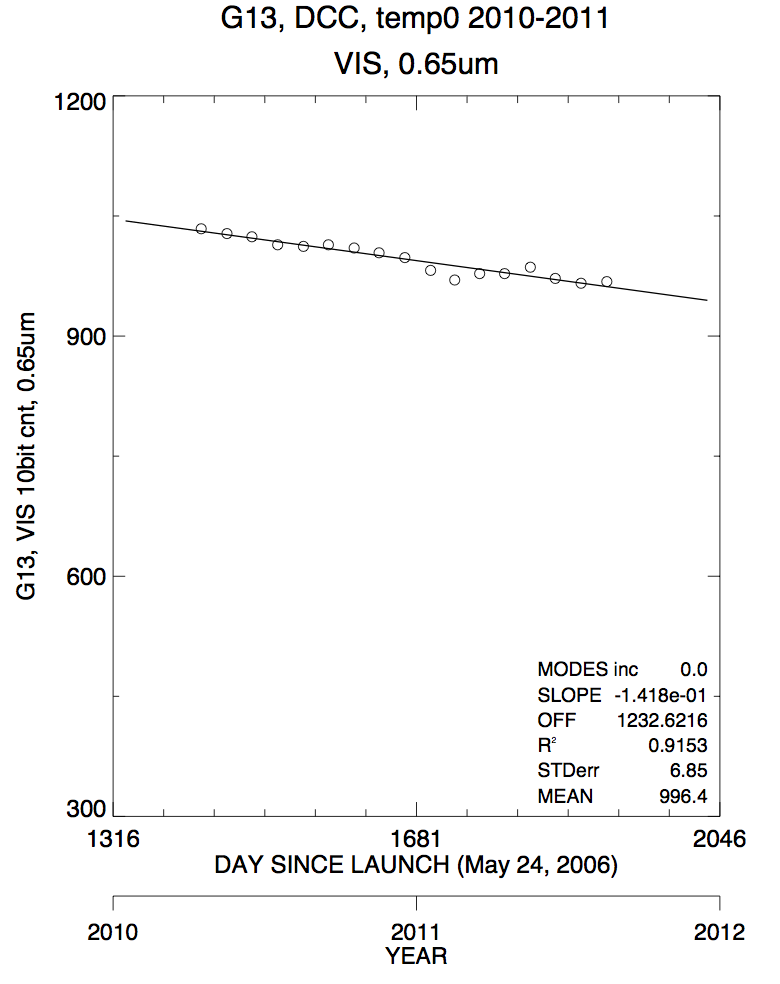 G13, DCC, temp0 2010-2011
VIS, 0.65um
1200
900
600
300
G13, VIS 10bit cnt, 0.65um
MODES inc 0.0
SLOPE -1.418e-01
OFF 1232.6216
R² 0.9153
STDerr 6.85
MEAN 996.4
1316 1681 2046
DAY SINCE LAUNCH (May 24, 2006)
2010 2011 2012
YEAR